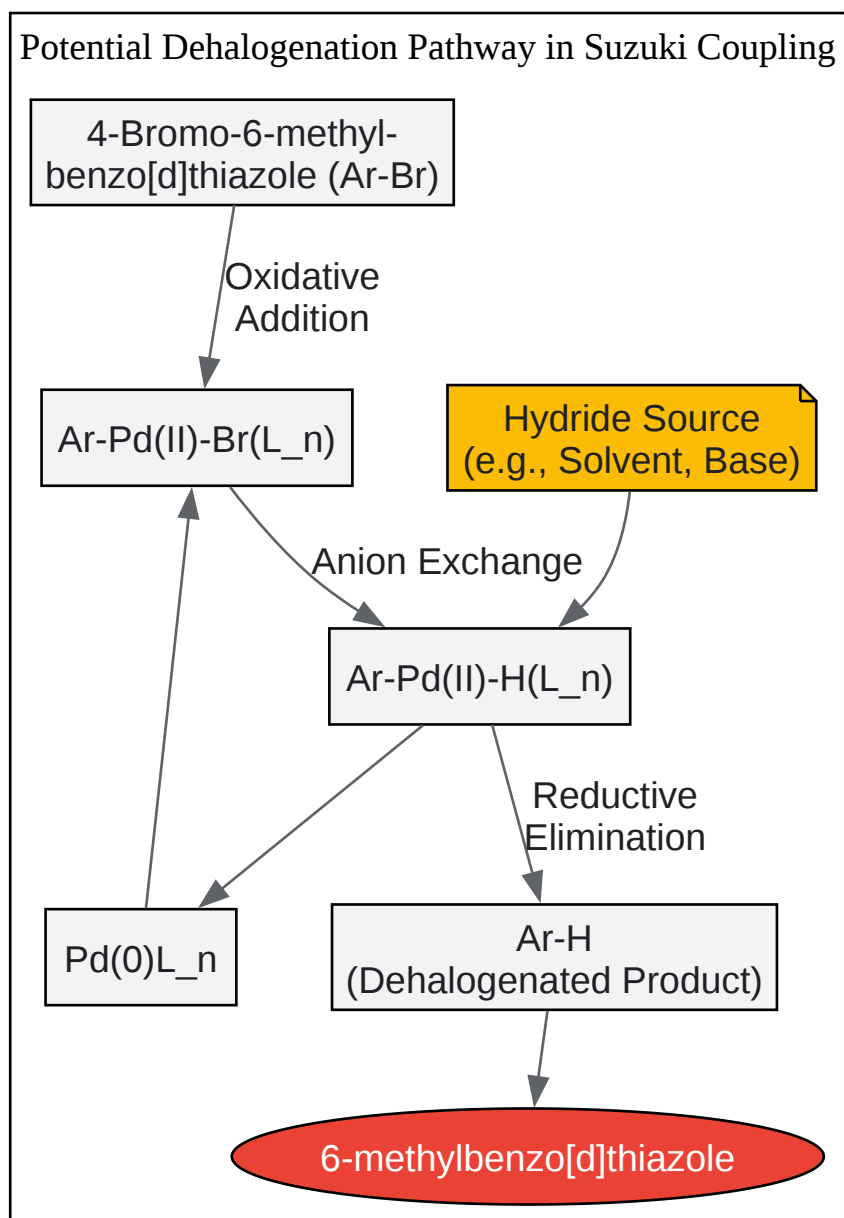 Potential Dehalogenation Pathway in Suzuki Coupling
4-Bromo-6-methyl-
benzo[d]thiazole (Ar-Br)
Oxidative
Addition
Ar-Pd(II)-Br(L_n)
Hydride Source
(e.g., Solvent, Base)
Anion Exchange
Ar-Pd(II)-H(L_n)
Reductive
Elimination
Pd(0)L_n
Ar-H
(Dehalogenated Product)
6-methylbenzo[d]thiazole